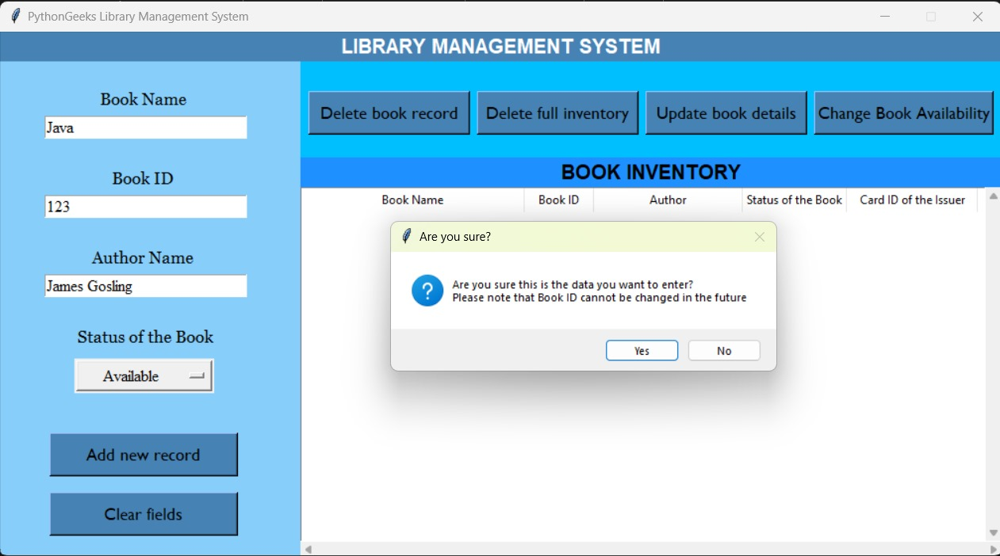 PythonGeeks Library Management System
LIBRARY MANAGEMENT SYSTEM
Book Name
Java
Book ID
123
Author Name
James Gosling
Status of the Book
Available
Add new record
Clear fields
Delete book record
Delete full inventory
Update book details
Change Book Availability
BOOK INVENTORY
Book Name Book ID Author Status of the Book Card ID of the Issuer
Are you sure?
Are you sure this is the data you want to enter?
Please note that Book ID cannot be changed in the future
Yes
No